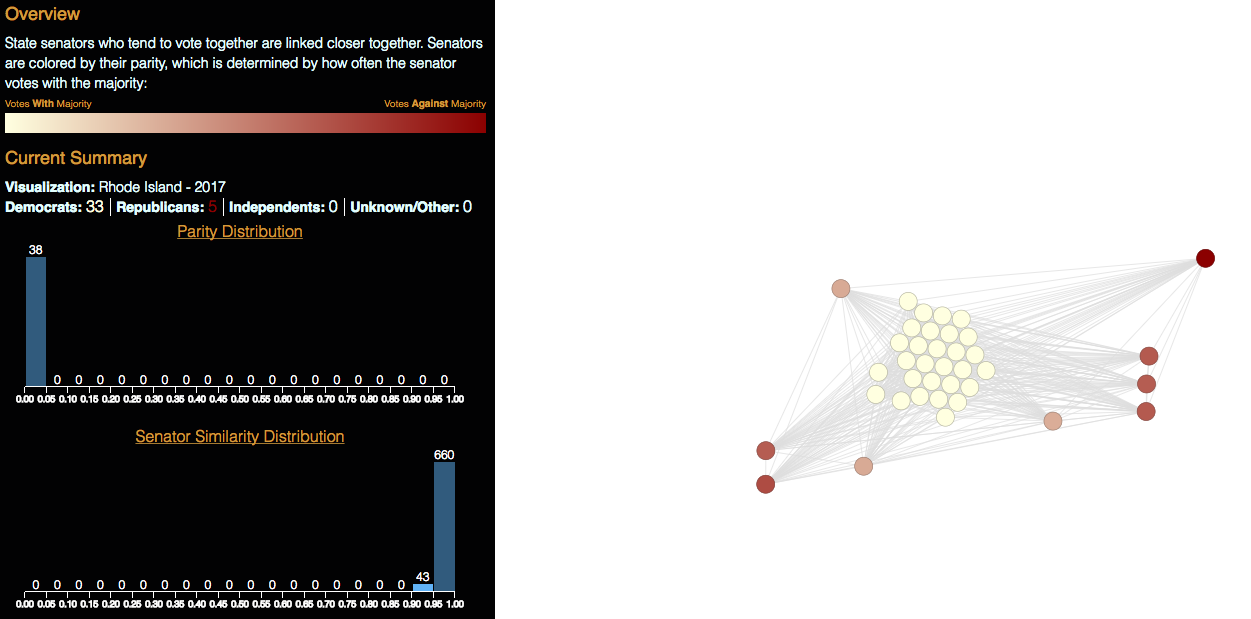 Overview
State senators who tend to vote together are linked closer together. Senators
are colored by their parity, which is determined by how often the senator
votes with the majority:
Votes With Majority Votes Against Majority
Current Summary
Visualization: Rhode Island - 2017
Democrats: 33 | Republicans: 5 | Independents: 0 | Unknown/Other: 0
Parity Distribution
38
0 0 0 0 0 0 0 0 0 0 0 0 0 0 0 0 0 0 0
0.00 0.05 0.10 0.15 0.20 0.25 0.30 0.35 0.40 0.45 0.50 0.55 0.60 0.65 0.70 0.75 0.80 0.85 0.90 0.95 1.00
Senator Similarity Distribution
660
0 0 0 0 0 0 0 0 0 0 0 0 0 0 0 0 0 0 43
0.00 0.05 0.10 0.15 0.20 0.25 0.30 0.35 0.40 0.45 0.50 0.55 0.60 0.65 0.70 0.75 0.80 0.85 0.90 0.95 1.00